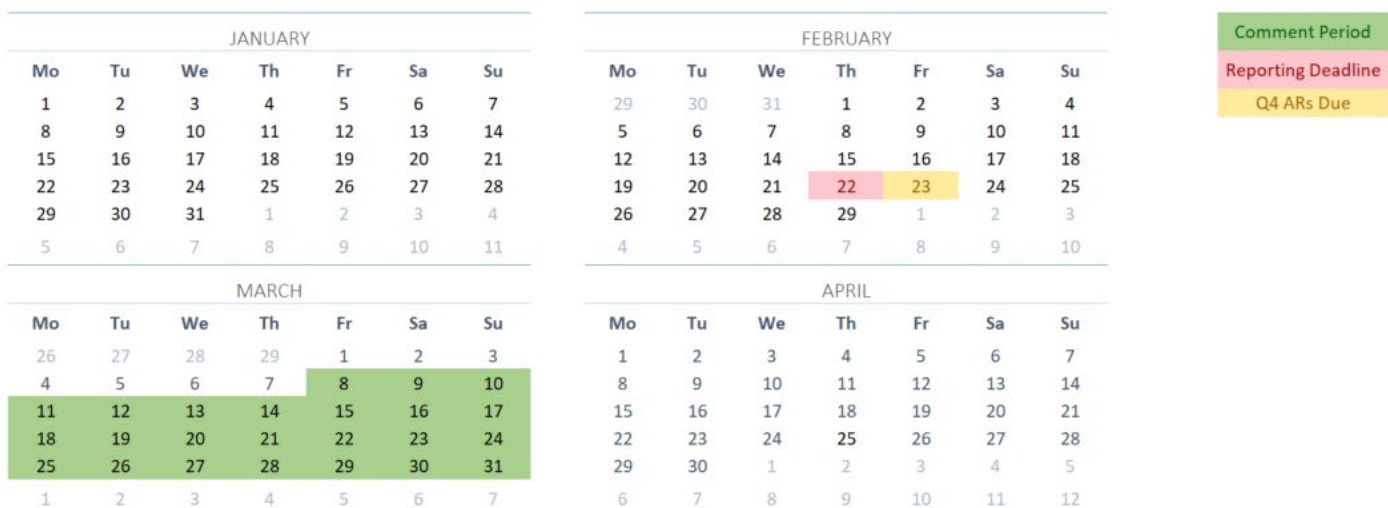 JANUARY
Mo Tu We Th Fr Sa Su
1 2 3 4 5 6 7
8 9 10 11 12 13 14
15 16 17 18 19 20 21
22 23 24 25 26 27 28
29 30 31 1 2 3 4
5 6 7 8 9 10 11
FEBRUARY
Mo Tu We Th Fr Sa Su
29 30 31 1 2 3 4
5 6 7 8 9 10 11
12 13 14 15 16 17 18
19 20 21 22 23 24 25
26 27 28 29 1 2 3
4 5 6 7 8 9 10
Comment Period
Reporting Deadline
Q4 ARs Due
MARCH
Mo Tu We Th Fr Sa Su
26 27 28 29 1 2 3
4 5 6 7 8 9 10
11 12 13 14 15 16 17
18 19 20 21 22 23 24
25 26 27 28 29 30 31
1 2 3 4 5 6 7
APRIL
Mo Tu We Th Fr Sa Su
1 2 3 4 5 6 7
8 9 10 11 12 13 14
15 16 17 18 19 20 21
22 23 24 25 26 27 28
29 30 1 2 3 4 5
6 7 8 9 10 11 12